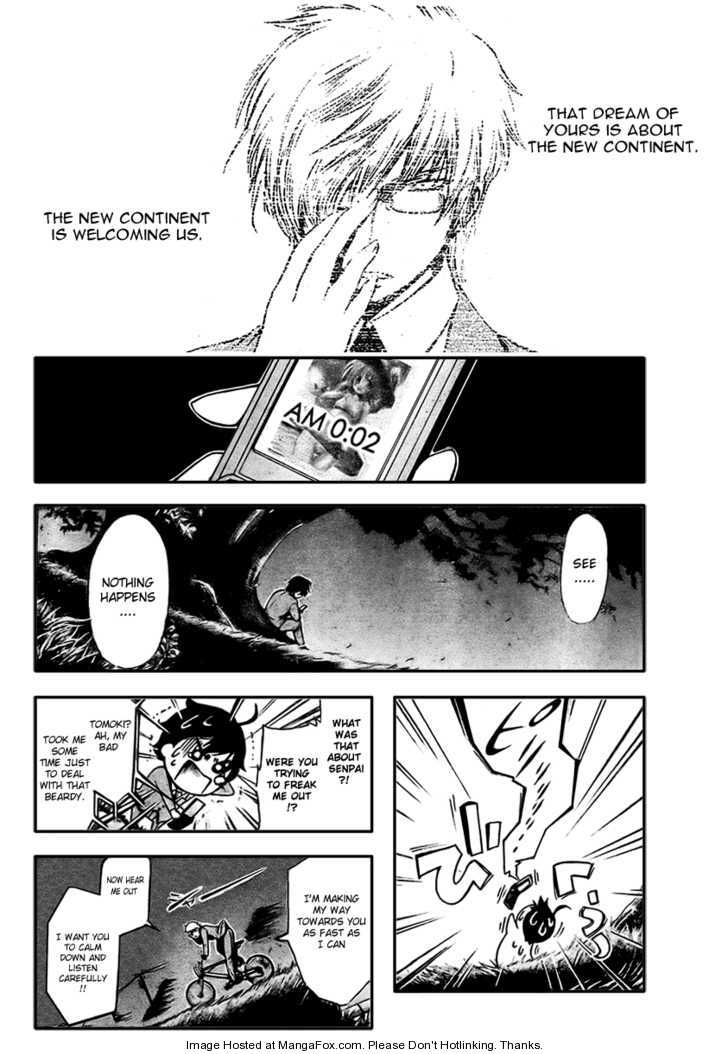 THAT DREAM OF
YOURS IS ABOUT
THE NEW CONTINENT.
THE NEW CONTINENT
IS WELCOMING US.
AM 0:02
SEE
.....
NOTHING
HAPPENS
....
WHAT
WAS
THAT
ABOUT
SENPAI
?!
WERE YOU
TRYING
TO FREAK
ME OUT
!?
TOMOKI?
AH, MY
BAD
TOOK ME
SOME
TIME JUST
TO DEAL
WITH THAT
BEARDY.
I'M MAKING
MY WAY
TOWARDS YOU
AS FAST AS
I CAN
NOW HEAR
ME OUT
I WANT YOU
TO CALM
DOWN AND
LISTEN
CAREFULLY
!!
Image Hosted at MangaFox.com. Please Don't Hotlinking. Thanks.